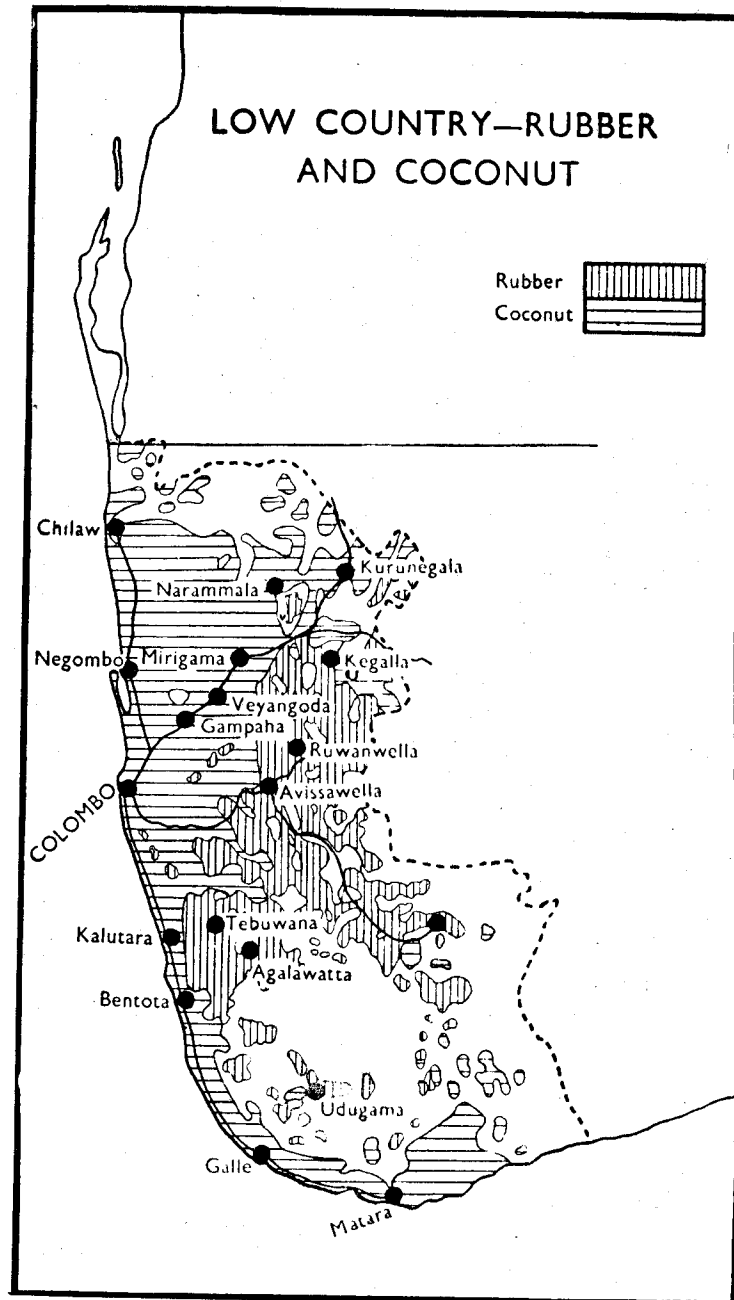 LOW COUNTRY—RUBBER
AND COCONUT
Rubber
Coconut
Chilaw
Kurunegala
Narammala
Negombo
Mirigama
Kegalla
Veyangoda
Gampaha
Ruwanwella
Avissawella
COLOMBO
Tebuwana
Kalutara
Agalawatta
Bentota
Udugama
Galle
Matara